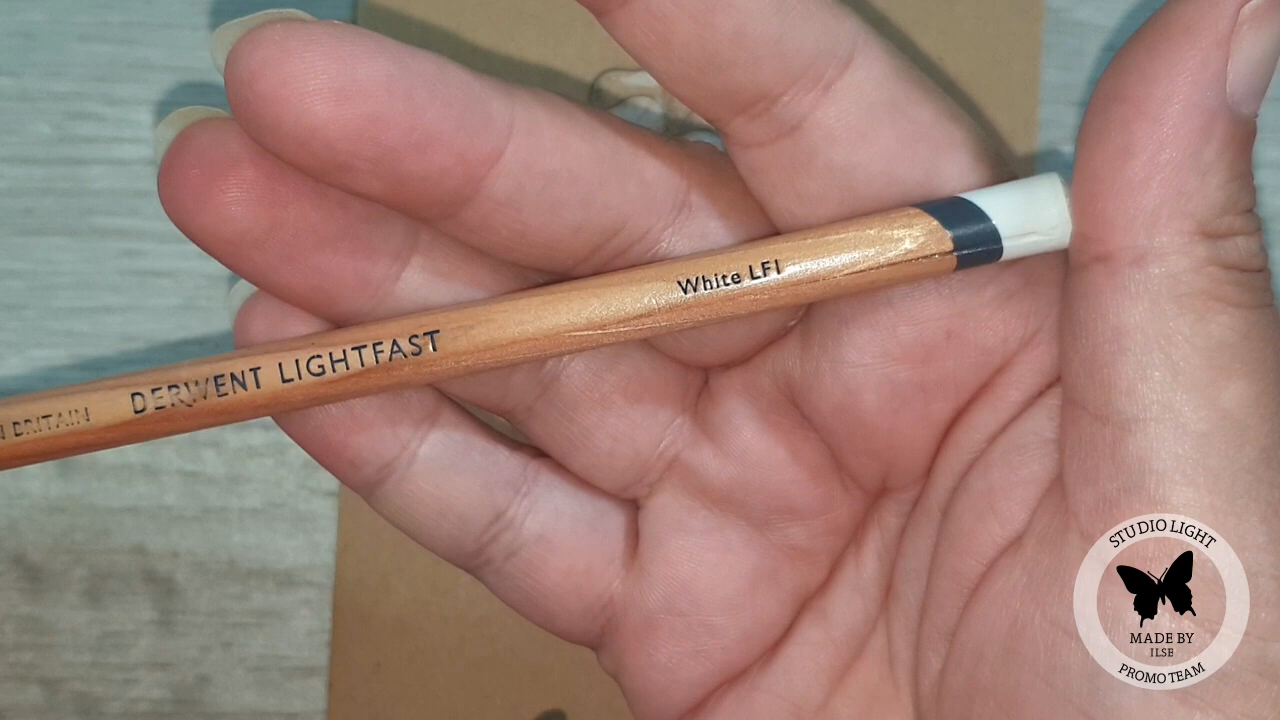 White LFI
DERWENT LIGHTFAST
BRITAIN
STUDIO LIGHT
MADE BY
ILSE
PROMO TEAM